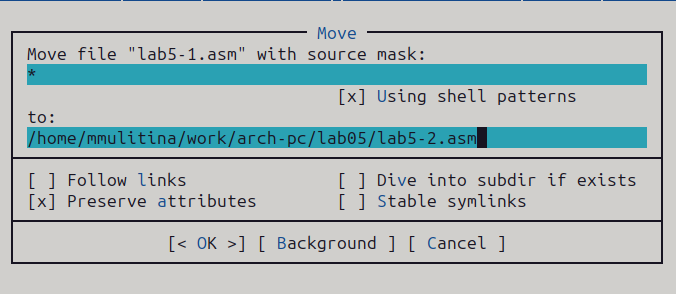 Move
Move file "lab5-1.asm" with source mask:
*
[x] Using shell patterns
to:
/home/mmulitina/work/arch-pc/lab05/lab5-2.asm
[ ] Follow links [ ] Dive into subdir if exists
[x] Preserve attributes [ ] Stable symlinks
[< OK >] [ Background ] [ Cancel ]